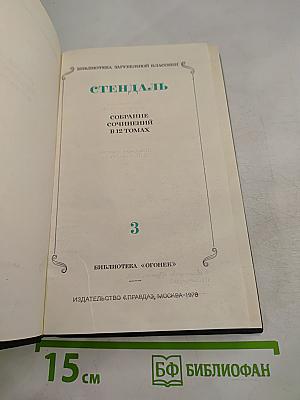 БИБЛИОТЕКА ЗАРУБЕЖНОЙ КЛАССИКИ
СТЕНДАЛЬ
СОБРАНИЕ
СОЧИНЕНИЙ
В 12 ТОМАХ
3
БИБЛИОТЕКА «ОГОНЕК»
ИЗДАТЕЛЬСТВО «ПРАВДА», МОСКВА-1978
15 см
БФ БИБЛИОФАН